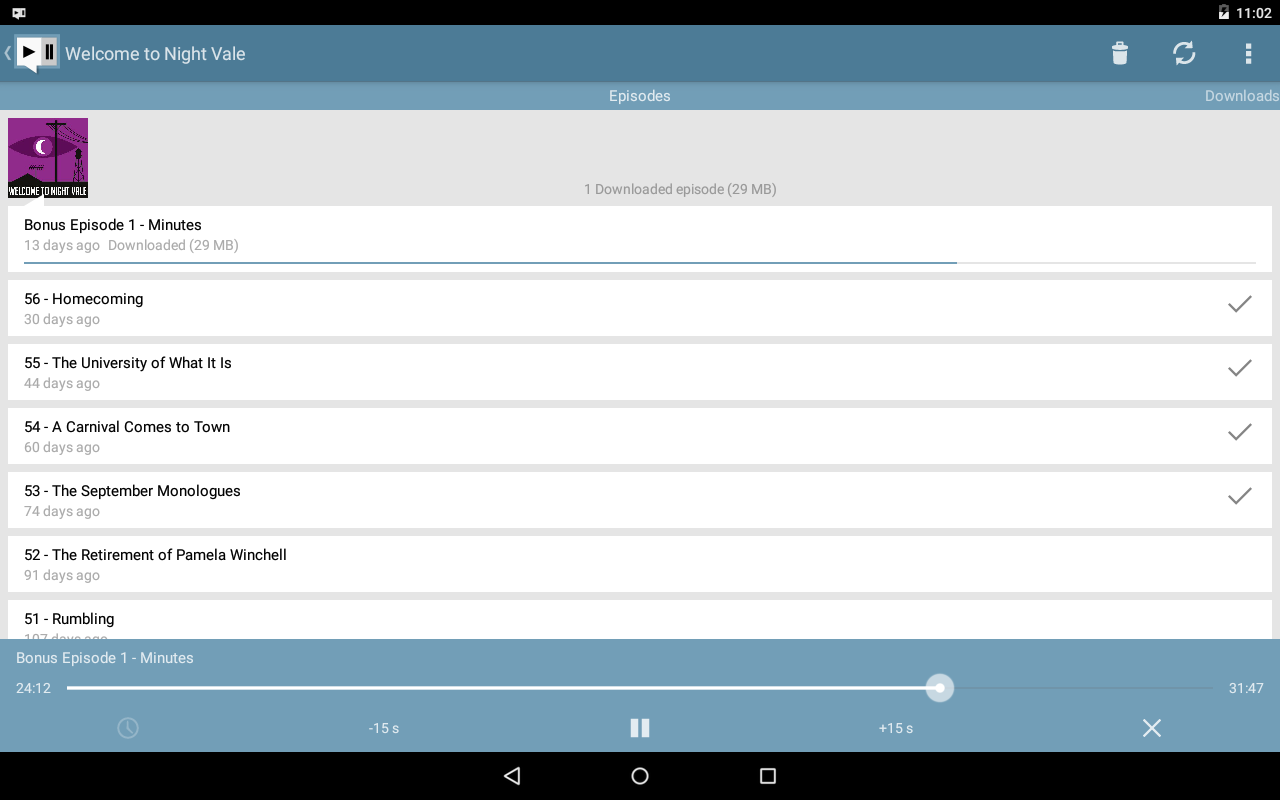 11:02
Welcome to Night Vale
Episodes
Downloads
WELCOME TO NIGHT VALE
1 Downloaded episode (29 MB)
Bonus Episode 1 - Minutes
13 days ago Downloaded (29 MB)
56 - Homecoming
30 days ago
55 - The University of What It Is
44 days ago
54 - A Carnival Comes to Town
60 days ago
53 - The September Monologues
74 days ago
52 - The Retirement of Pamela Winchell
91 days ago
51 - Rumbling
107 days ago
Bonus Episode 1 - Minutes
24:12
31:47
-15 s
+15 s